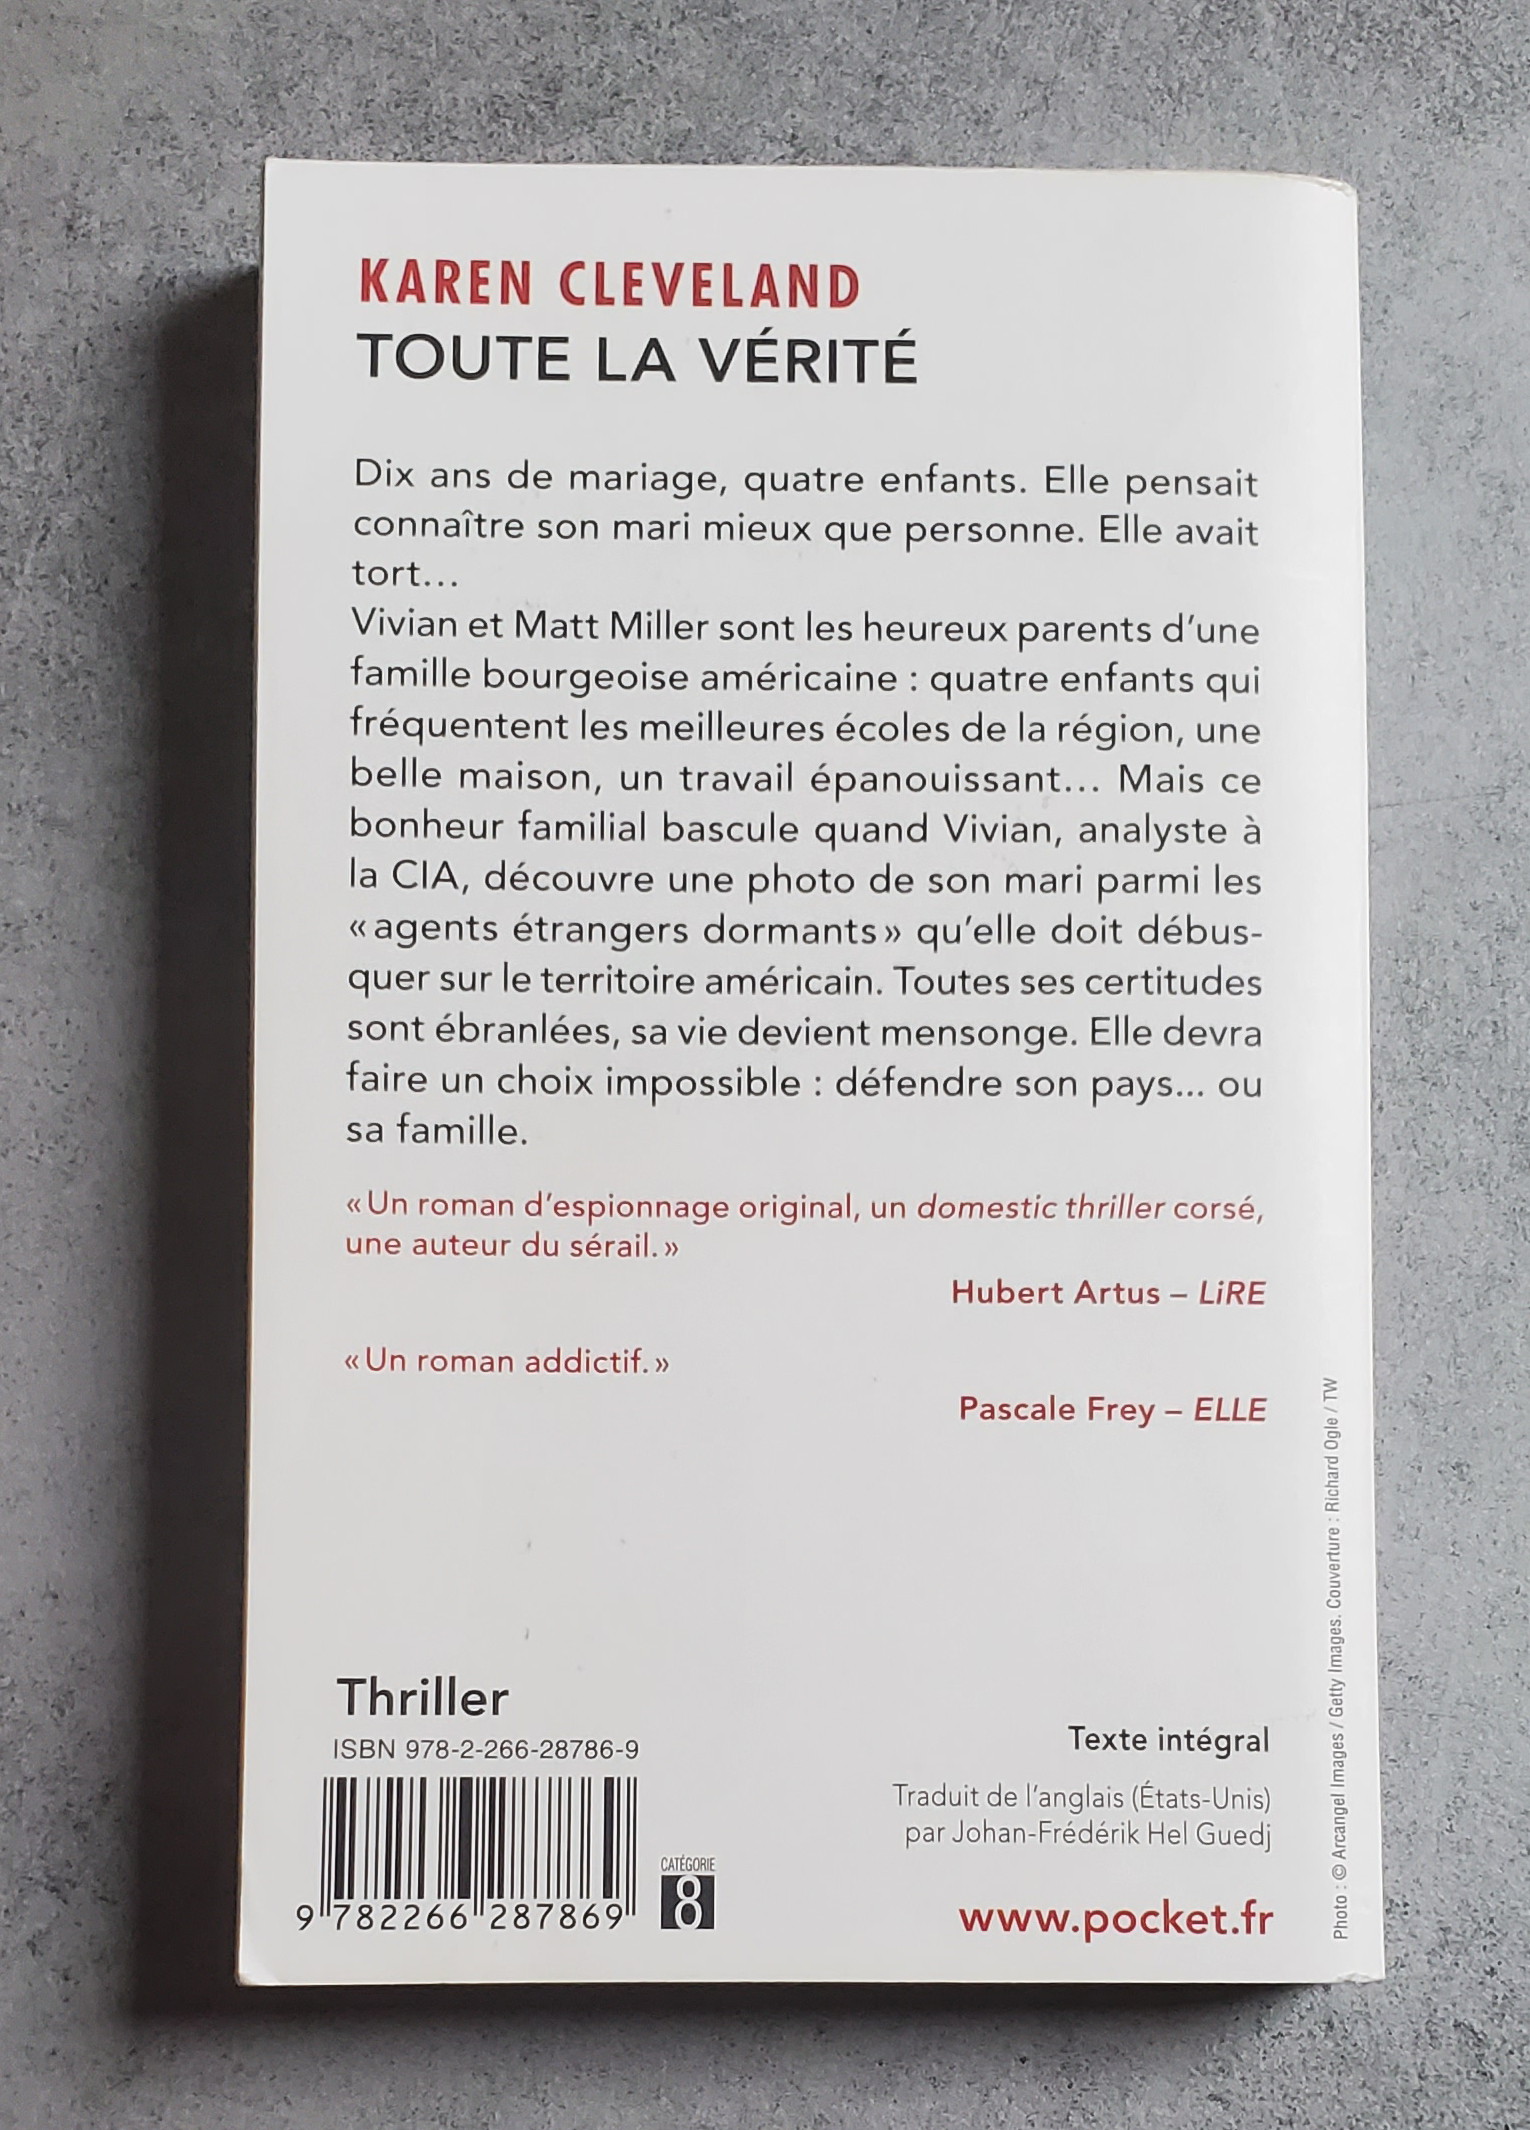 KAREN CLEVELAND
TOUTE LA VÉRITÉ
Dix ans de mariage, quatre enfants. Elle pensait
connaître son mari mieux que personne. Elle avait
tort...
Vivian et Matt Miller sont les heureux parents d'une
famille bourgeoise américaine : quatre enfants qui
fréquentent les meilleures écoles de la région, une
belle maison, un travail épanouissant... Mais ce
bonheur familial bascule quand Vivian, analyste à
la CIA, découvre une photo de son mari parmi les
« agents étrangers dormants » qu'elle doit débus-
quer sur le territoire américain. Toutes ses certitudes
sont ébranlées, sa vie devient mensonge. Elle devra
faire un choix impossible : défendre son pays... ou
sa famille.
« Un roman d'espionnage original, un domestic thriller corsé,
une auteur du sérail. »
Hubert Artus – LiRE
« Un roman addictif. »
Pascale Frey – ELLE
Thriller
ISBN 978-2-266-28786-9
9 782266 287869
CATÉGORIE
8
Texte intégral
Traduit de l'anglais (États-Unis)
par Johan-Frédérik Hel Guedj
www.pocket.fr
Photo : © Arcangel Images / Getty Images. Couverture : Richard Ogle / TW